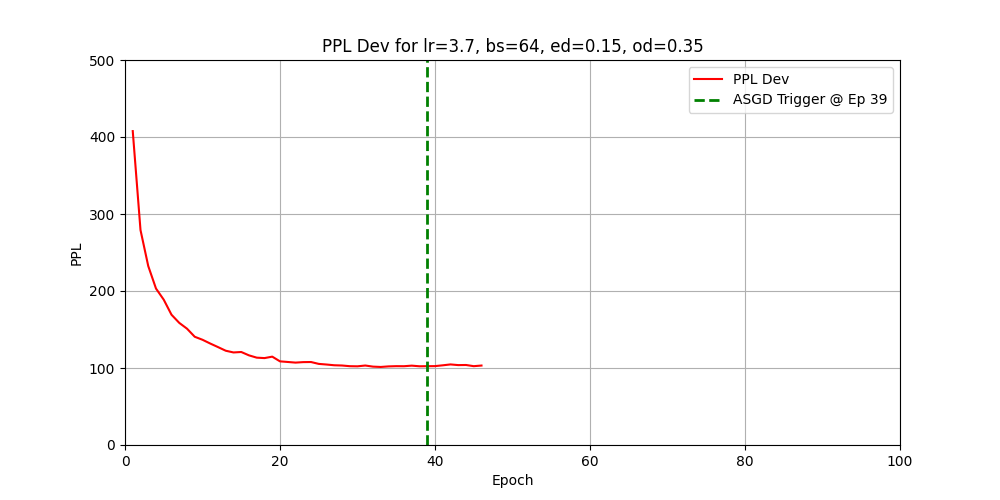 PPL Dev for lr=3.7, bs=64, ed=0.15, od=0.35
PPL Dev
ASGD Trigger @ Ep 39
500
400
300
200
100
0
PPL
0 20 40 60 80 100
Epoch